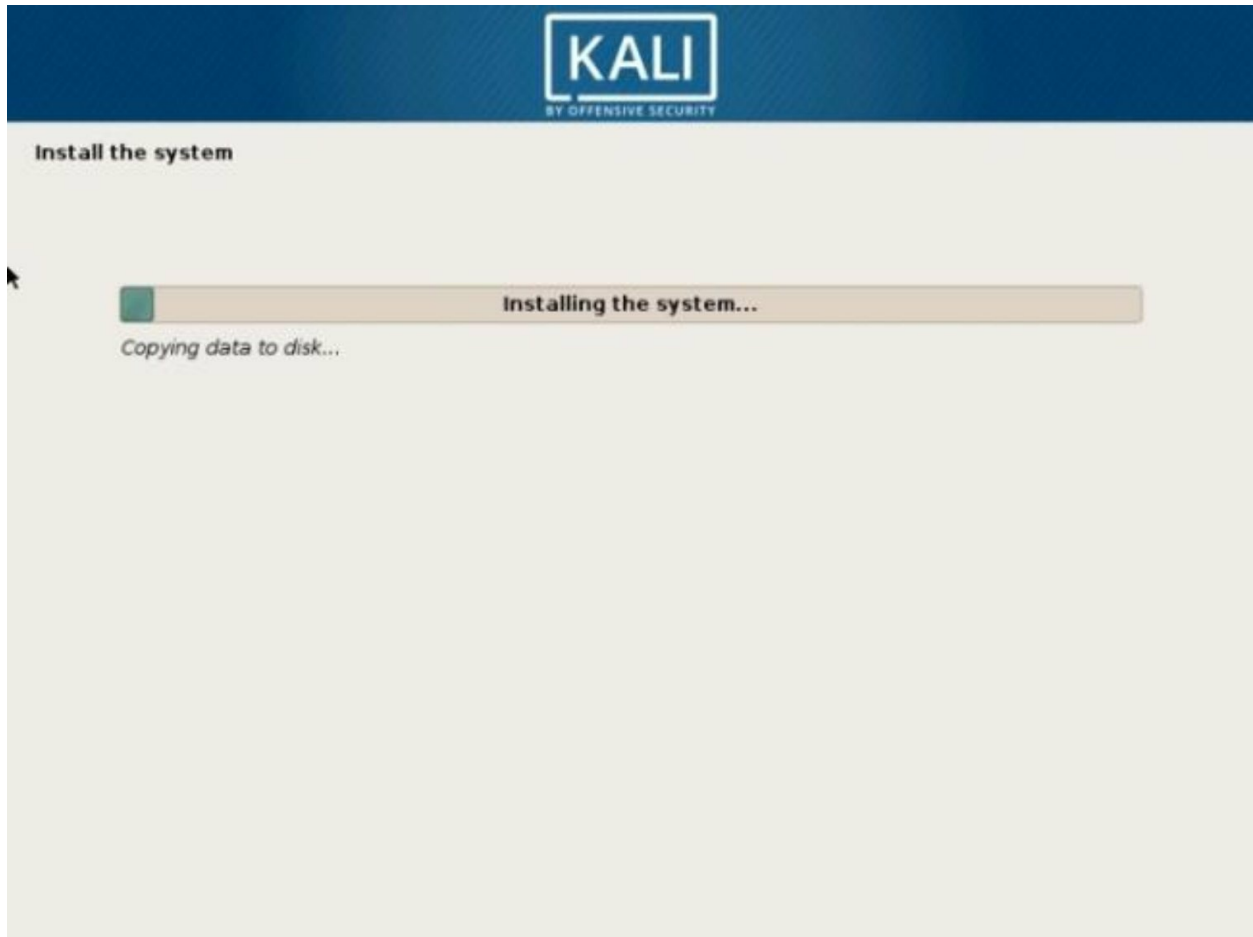 KALI
BY OFFENSIVE SECURITY
Install the system
Installing the system...
Copying data to disk...